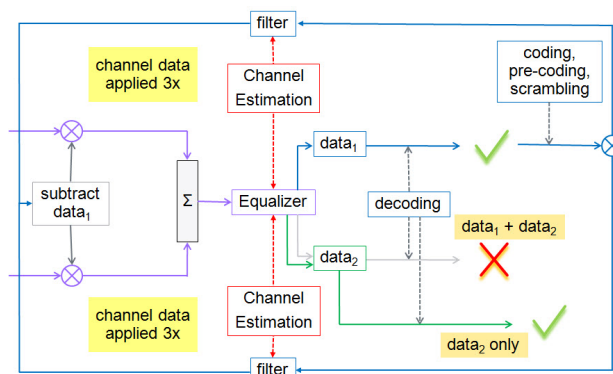 filter
channel data
applied 3x
Channel
Estimation
coding,
pre-coding,
scrambling
data1
subtract
data1
Σ
Equalizer
decoding
data1 + data2
data2
Channel
Estimation
channel data
applied 3x
data2 only
filter